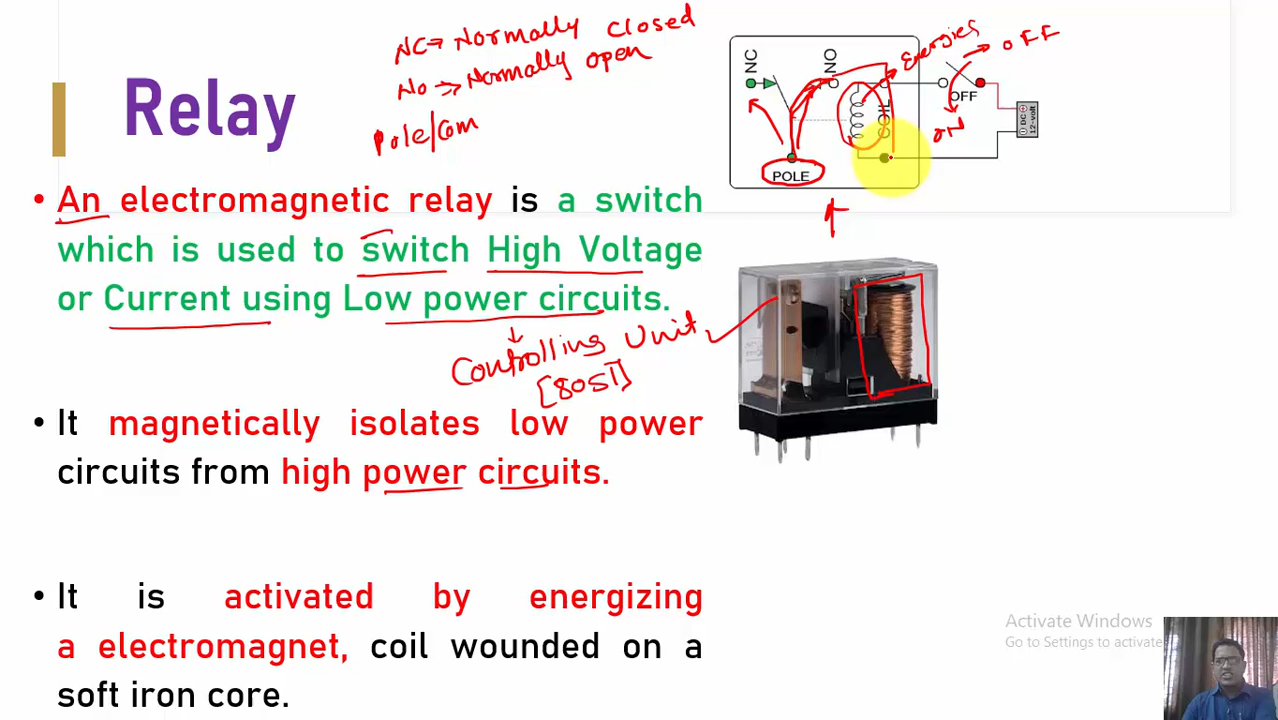 NC => Normally closed
No => Normally open
Pole/Com
Relay
• An electromagnetic relay is a switch
which is used to switch High Voltage
or Current using Low power circuits.
Controlling Unit
[8051]
• It magnetically isolates low power
circuits from high power circuits.
• It is activated by energizing
a electromagnet, coil wounded on a
soft iron core.
NC
NO
COIL
POLE
Energies
OFF
OFF
ON
DC
12-volt
Activate Windows
Go to Settings to activate